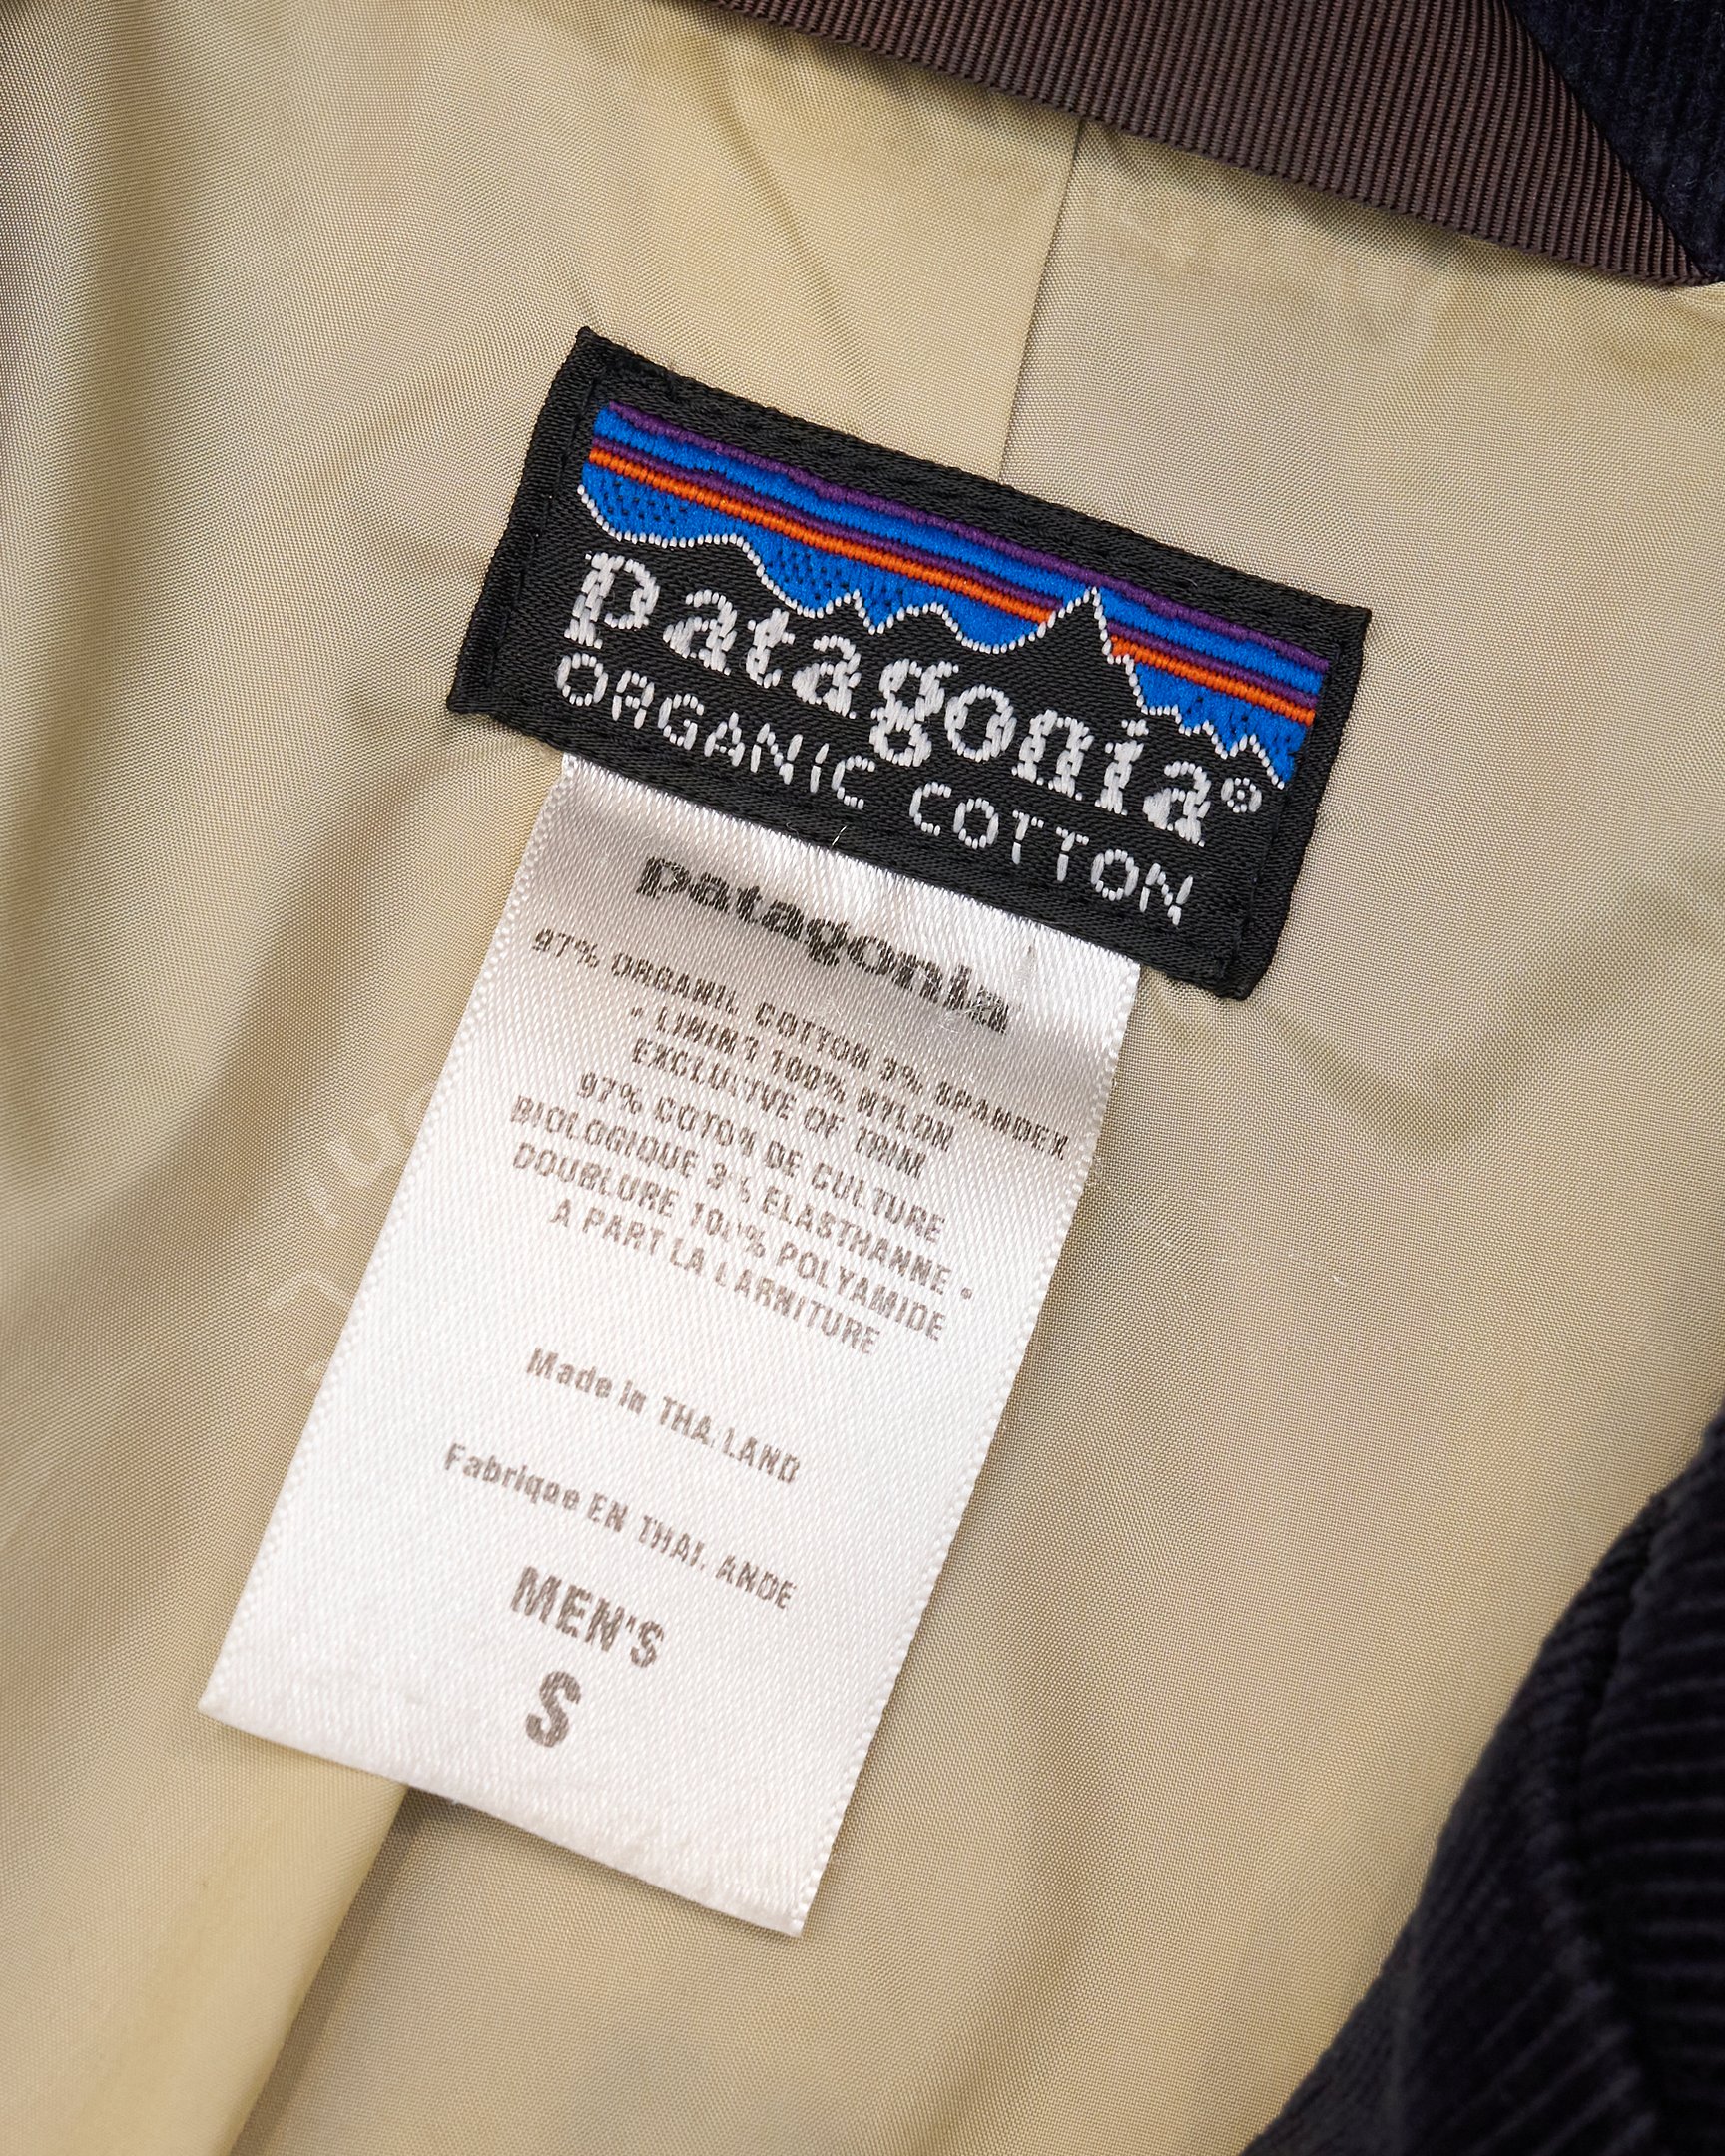 patagonia®
ORGANIC COTTON
patagonia
97% ORGANIC COTTON 3% SPANDEX
• LINING 100% NYLON
EXCLUSIVE OF TRIM
97% COTON DE CULTURE
BIOLOGIQUE 3% ELASTHANNE •
DOUBLURE 100% POLYAMIDE
A PART LA GARNITURE
Made in THAILAND
Fabrique EN THAILANDE
MEN'S
S